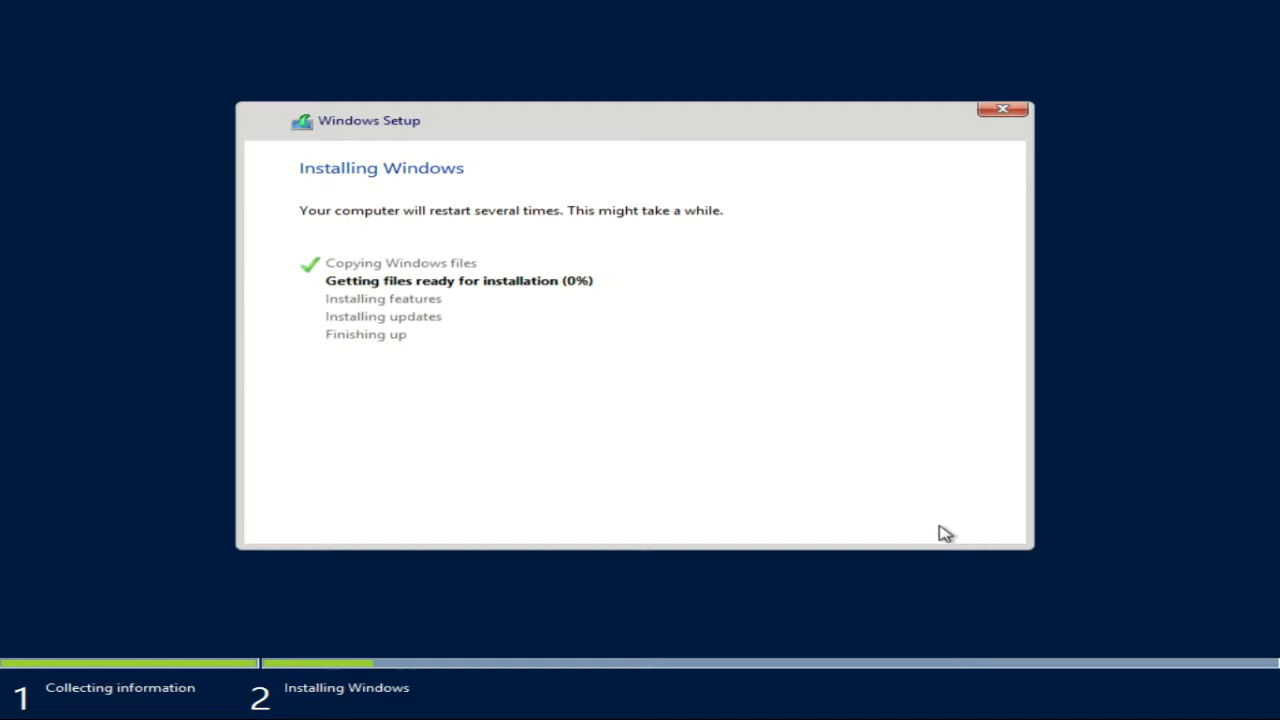 Windows Setup
Installing Windows
Your computer will restart several times. This might take a while.
Copying Windows files
Getting files ready for installation (0%)
Installing features
Installing updates
Finishing up
1 Collecting information 2 Installing Windows